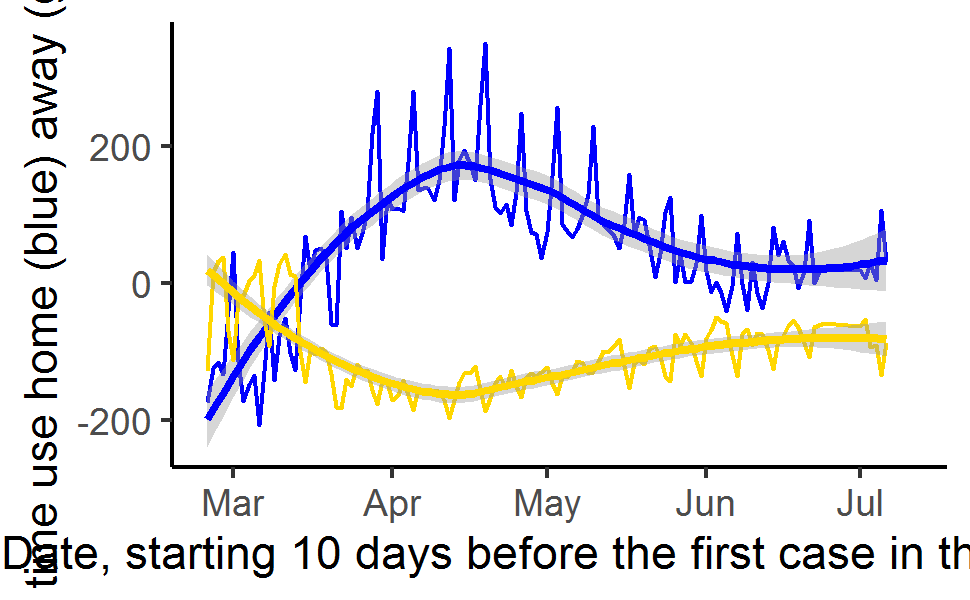 time use home (blue) away (
200
0
-200
Mar Apr May Jun Jul
Date, starting 10 days before the first case in th